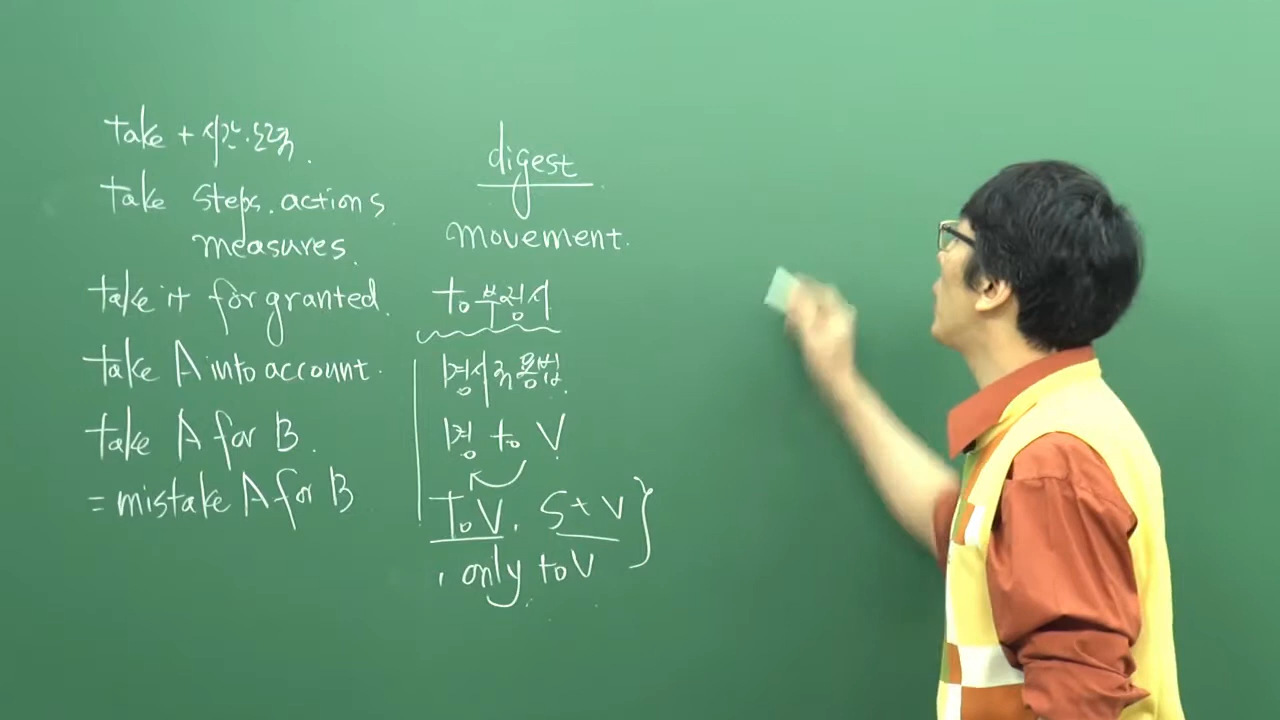 take + 시간.노력.
take steps. actions.
measures.
take it for granted.
take A into account.
take A for B.
= mistake A for B
digest
movement.
to부정사
명사적용법.
명 to V.
To V, S + V
, only to V